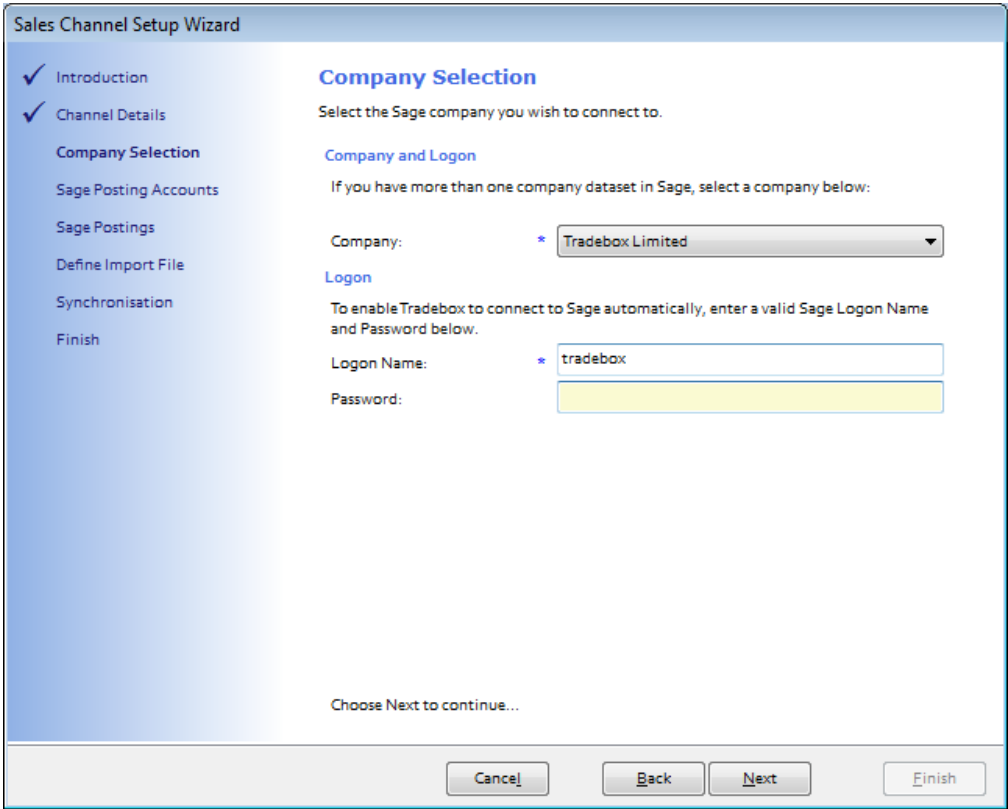 Sales Channel Setup Wizard
Introduction
Channel Details
Company Selection
Sage Posting Accounts
Sage Postings
Define Import File
Synchronisation
Finish
Company Selection
Select the Sage company you wish to connect to.
Company and Logon
If you have more than one company dataset in Sage, select a company below:
Company: * Tradebox Limited
Logon
To enable Tradebox to connect to Sage automatically, enter a valid Sage Logon Name
and Password below.
Logon Name: * tradebox
Password:
Choose Next to continue...
Cancel Back Next Finish